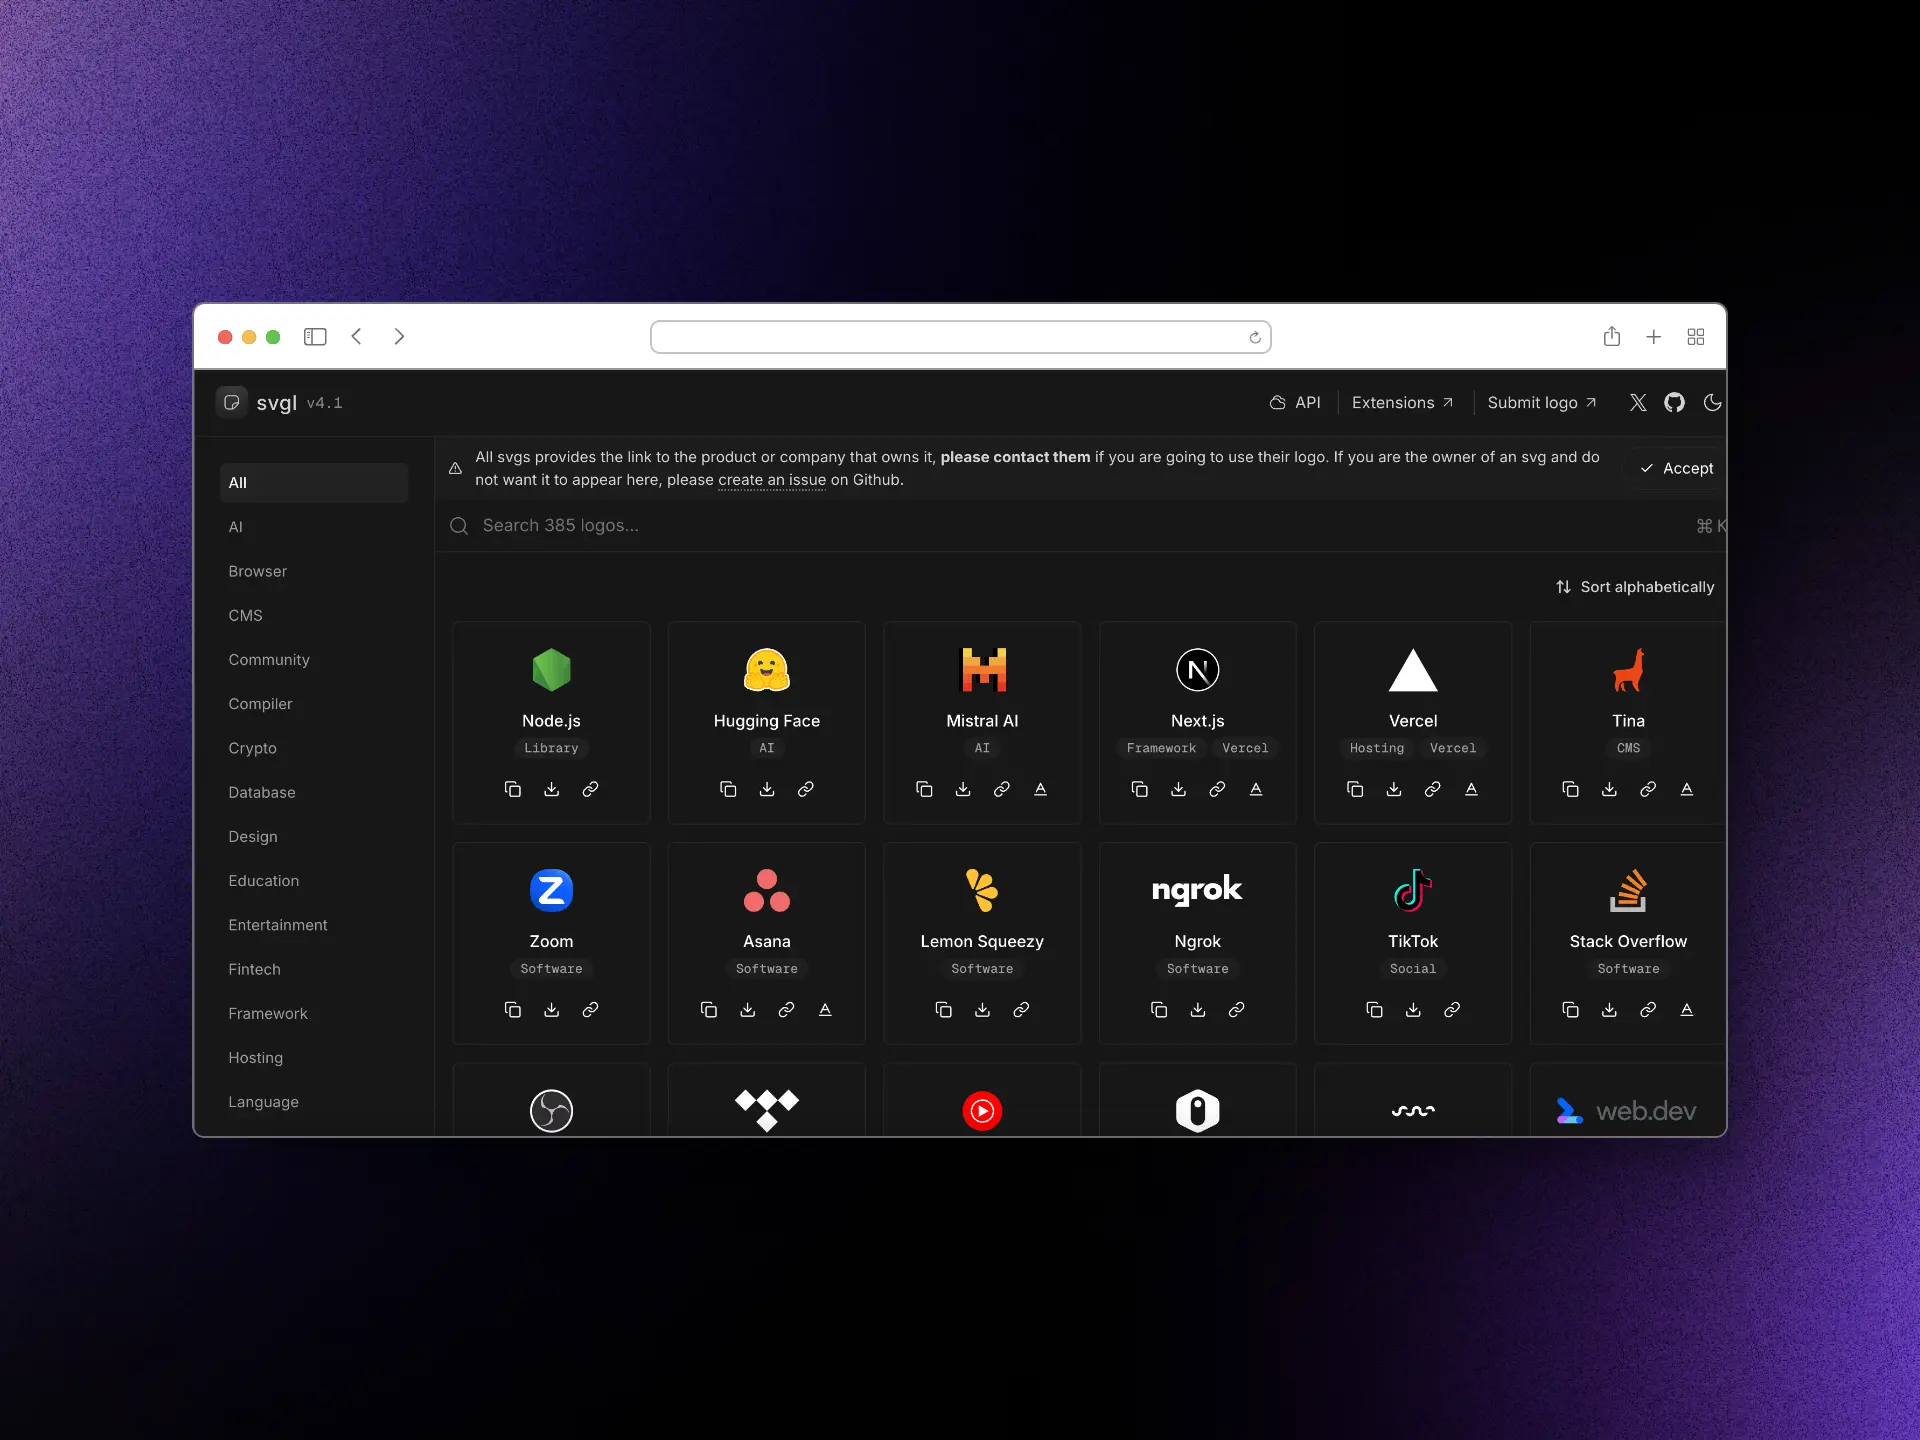 svgl v4.1
API
Extensions
Submit logo
All svgs provides the link to the product or company that owns it, please contact them if you are going to use their logo. If you are the owner of an svg and do
not want it to appear here, please create an issue on Github.
Accept
Search 385 logos...
⌘ K
Sort alphabetically
All
AI
Browser
CMS
Community
Compiler
Crypto
Database
Design
Education
Entertainment
Fintech
Framework
Hosting
Language
Node.js
Library
Hugging Face
AI
Mistral AI
AI
Next.js
Framework Vercel
Vercel
Hosting Vercel
Tina
CMS
Zoom
Software
Asana
Software
Lemon Squeezy
Software
ngrok
Ngrok
Software
TikTok
Social
Stack Overflow
Software
web.dev